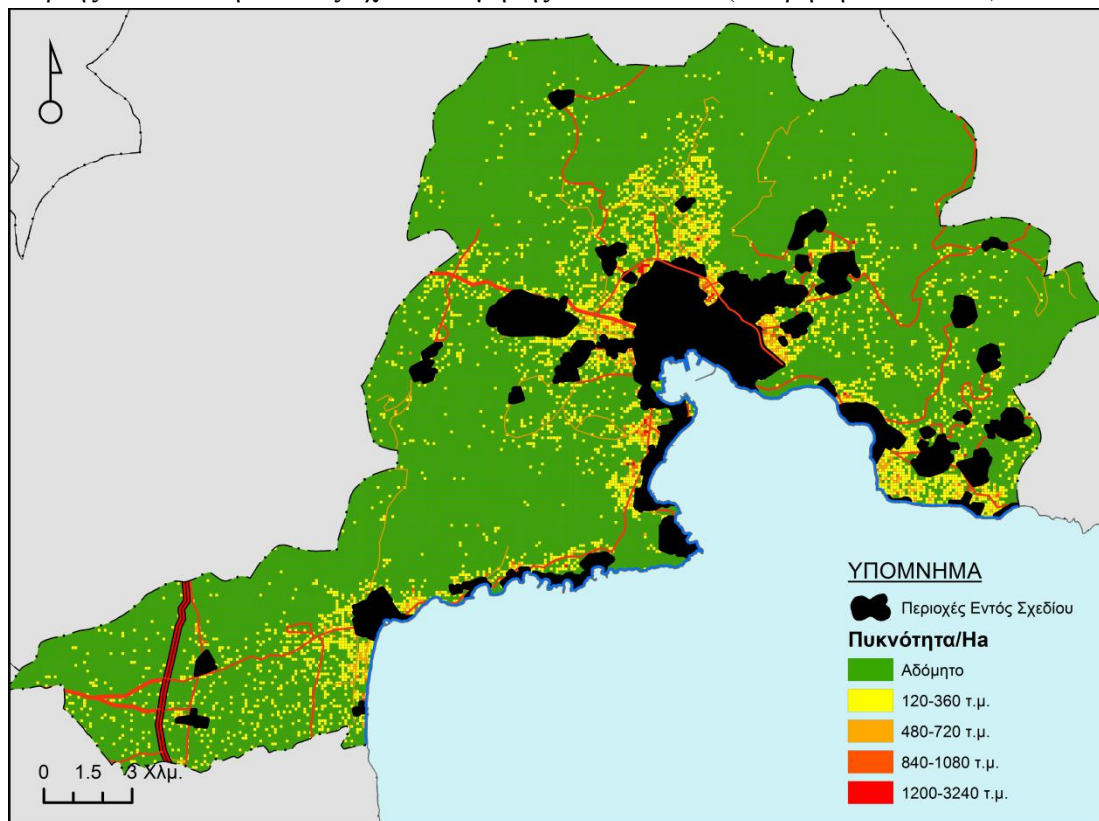 ΥΠΟΜΝΗΜΑ
Περιοχές Εντός Σχεδίου
Πυκνότητα/Ha
Αδόμητο
120-360 τ.μ.
480-720 τ.μ.
840-1080 τ.μ.
1200-3240 τ.μ.
0 1.5 3 Χλμ.